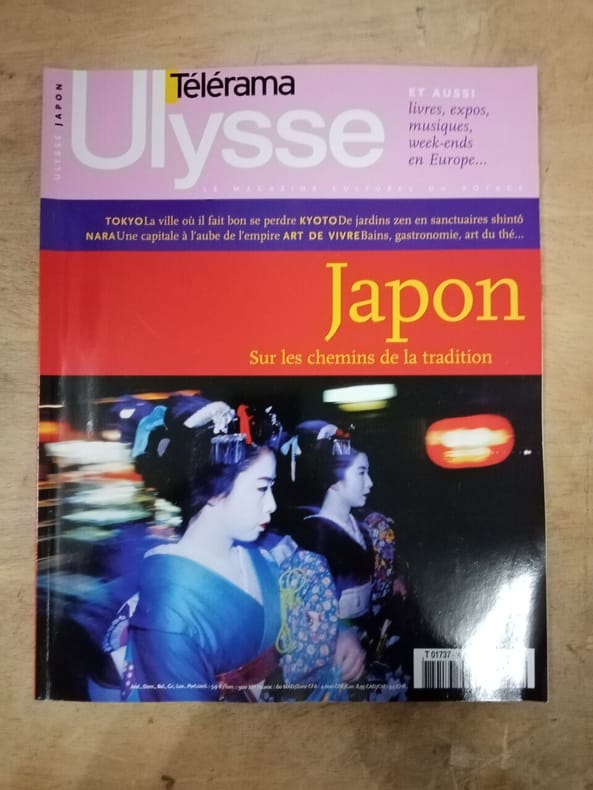 Télérama
Ulysse
ULYSSE JAPON
ET AUSSI
livres, expos,
musiques,
week-ends
en Europe...
LE MAGAZINE CULTUREL DU VOYAGE
TOKYO La ville où il fait bon se perdre KYOTO De jardins zen en sanctuaires shintô
NARA Une capitale à l'aube de l'empire ART DE VIVRE Bains, gastronomie, art du thé...
Japon
Sur les chemins de la tradition
T 01737